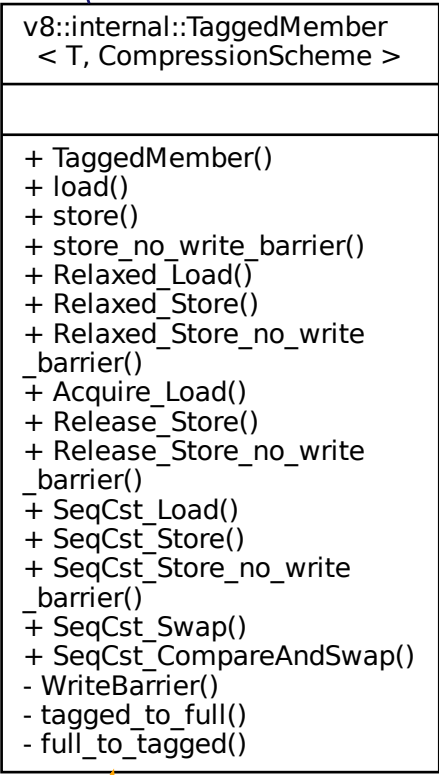 v8::internal::TaggedMember
< T, CompressionScheme >
+ TaggedMember()
+ load()
+ store()
+ store_no_write_barrier()
+ Relaxed_Load()
+ Relaxed_Store()
+ Relaxed_Store_no_write
_barrier()
+ Acquire_Load()
+ Release_Store()
+ Release_Store_no_write
_barrier()
+ SeqCst_Load()
+ SeqCst_Store()
+ SeqCst_Store_no_write
_barrier()
+ SeqCst_Swap()
+ SeqCst_CompareAndSwap()
- WriteBarrier()
- tagged_to_full()
- full_to_tagged()